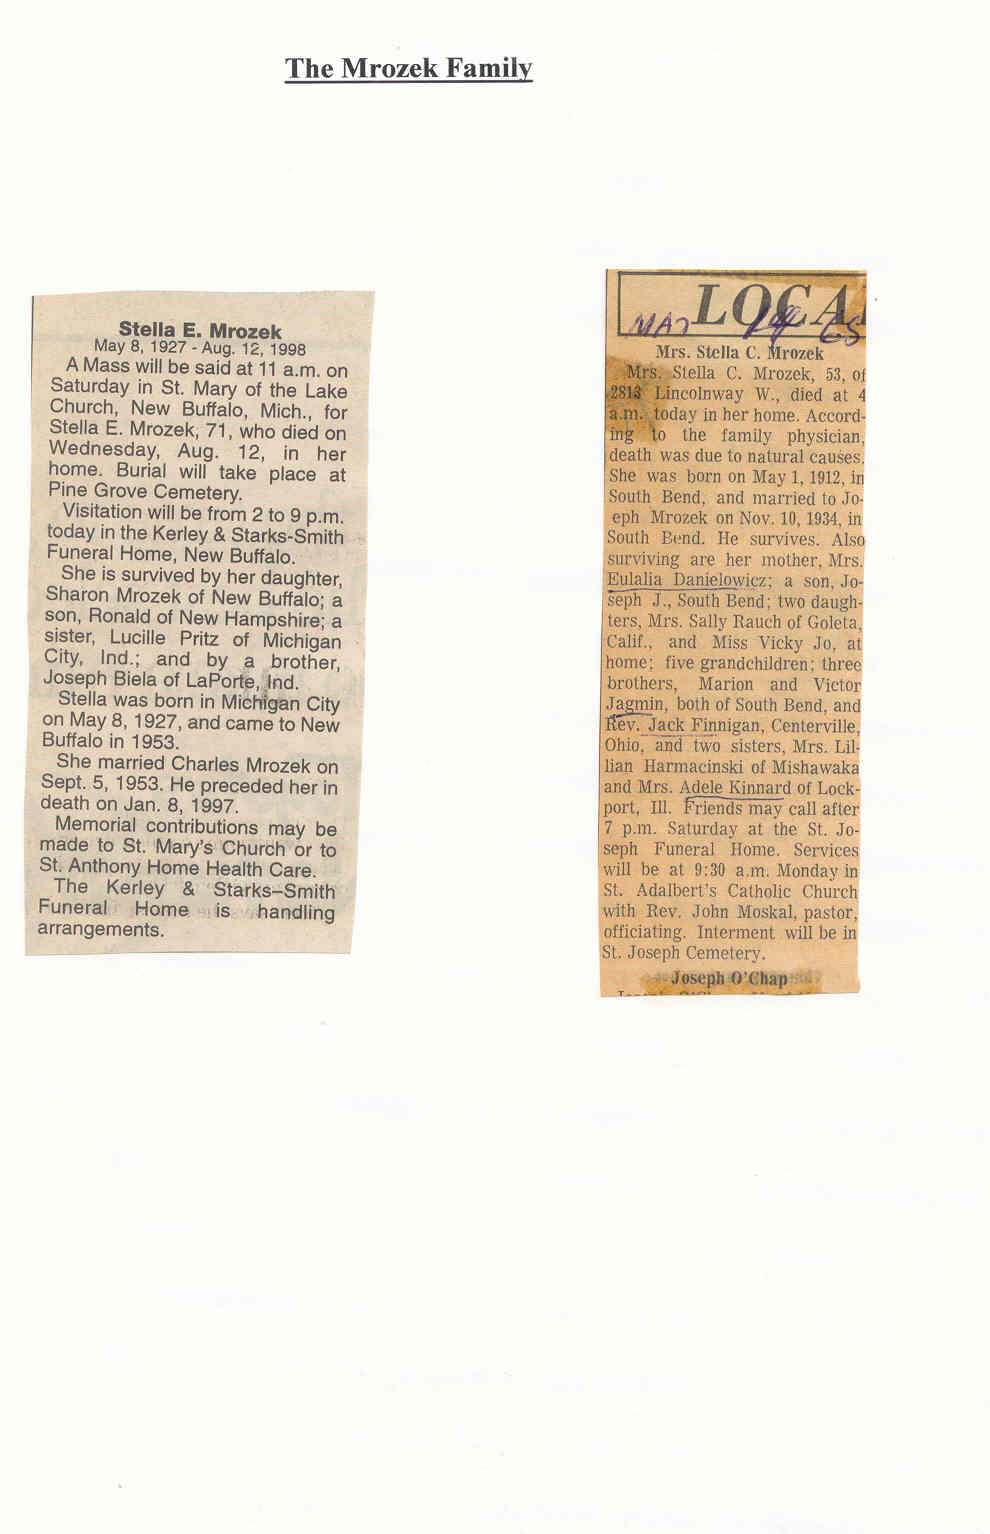 The Mrozek Family
Stella E. Mrozek
May 8, 1927 - Aug. 12, 1998
A Mass will be said at 11 a.m. on
Saturday in St. Mary of the Lake
Church, New Buffalo, Mich., for
Stella E. Mrozek, 71, who died on
Wednesday, Aug. 12, in her
home. Burial will take place at
Pine Grove Cemetery.
Visitation will be from 2 to 9 p.m.
today in the Kerley & Starks-Smith
Funeral Home, New Buffalo.
She is survived by her daughter,
Sharon Mrozek of New Buffalo; a
son, Ronald of New Hampshire; a
sister, Lucille Pritz of Michigan
City, Ind.; and by a brother,
Joseph Biela of LaPorte, Ind.
Stella was born in Michigan City
on May 8, 1927, and came to New
Buffalo in 1953.
She married Charles Mrozek on
Sept. 5, 1953. He preceded her in
death on Jan. 8, 1997.
Memorial contributions may be
made to St. Mary's Church or to
St. Anthony Home Health Care.
The Kerley & Starks–Smith
Funeral Home is handling
arrangements.
LOCA
MAY 65
Mrs. Stella C. Mrozek
Mrs. Stella C. Mrozek, 53, of
2813 Lincolnway W., died at 4
a.m. today in her home. Accord-
ing to the family physician,
death was due to natural causes.
She was born on May 1, 1912, in
South Bend, and married to Jo-
eph Mrozek on Nov. 10, 1934, in
South Bend. He survives. Also
surviving are her mother, Mrs.
Eulalia Danielowicz; a son, Jo-
seph J., South Bend; two daugh-
ters, Mrs. Sally Rauch of Goleta,
Calif., and Miss Vicky Jo, at
home; five grandchildren; three
brothers, Marion and Victor
Jagmin, both of South Bend, and
Rev. Jack Finnigan, Centerville,
Ohio, and two sisters, Mrs. Lil-
lian Harmacinski of Mishawaka
and Mrs. Adele Kinnard of Lock-
port, Ill. Friends may call after
7 p.m. Saturday at the St. Jo-
seph Funeral Home. Services
will be at 9:30 a.m. Monday in
St. Adalbert's Catholic Church
with Rev. John Moskal, pastor,
officiating. Interment will be in
St. Joseph Cemetery.
Joseph O'Chap